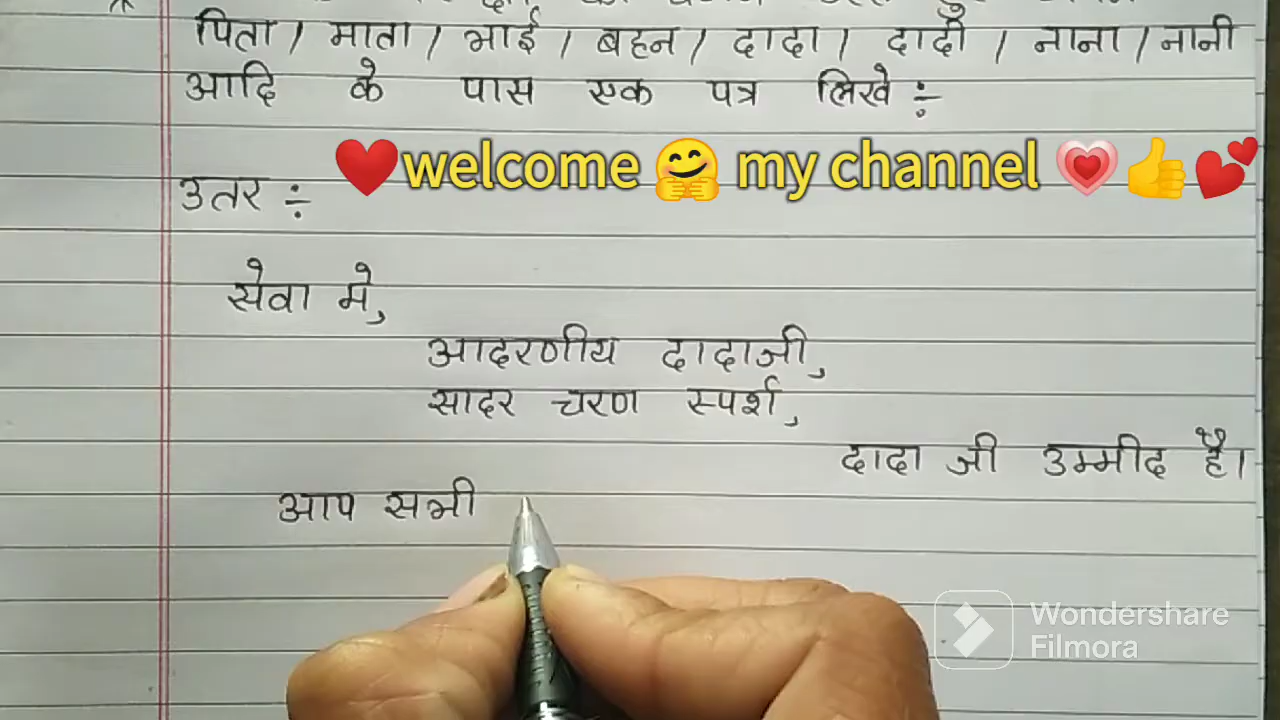 पिता / माता / भाई / बहन / दादा / दादी / नाना / नानी
आदि के पास एक पत्र लिखे ÷
❤️welcome 🤗 my channel 💗👍💕
उतर ÷
सेवा मे,
आदरणीय दादाजी,
सादर चरण स्पर्श,
दादा जी उम्मीद है।
आप सभी
Wondershare
Filmora